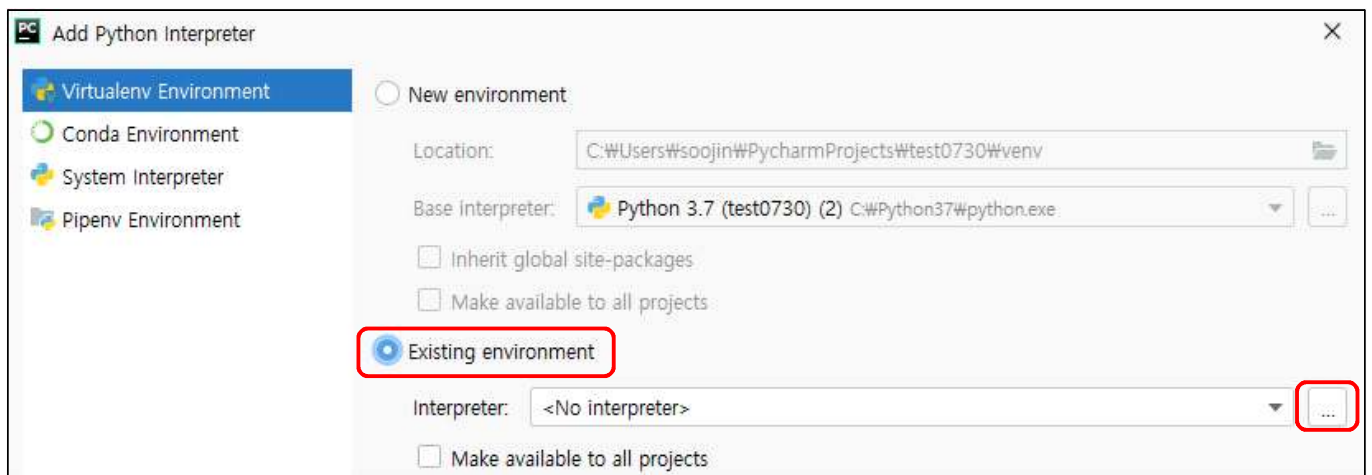 PC Add Python Interpreter
Virtualenv Environment
Conda Environment
System Interpreter
Pipenv Environment
New environment
Location: C:₩Users₩soojin₩PycharmProjects₩test0730₩venv
Base interpreter: Python 3.7 (test0730) (2) C:₩Python37₩python.exe ...
Inherit global site-packages
Make available to all projects
Existing environment
Interpreter: <No interpreter> ...
Make available to all projects